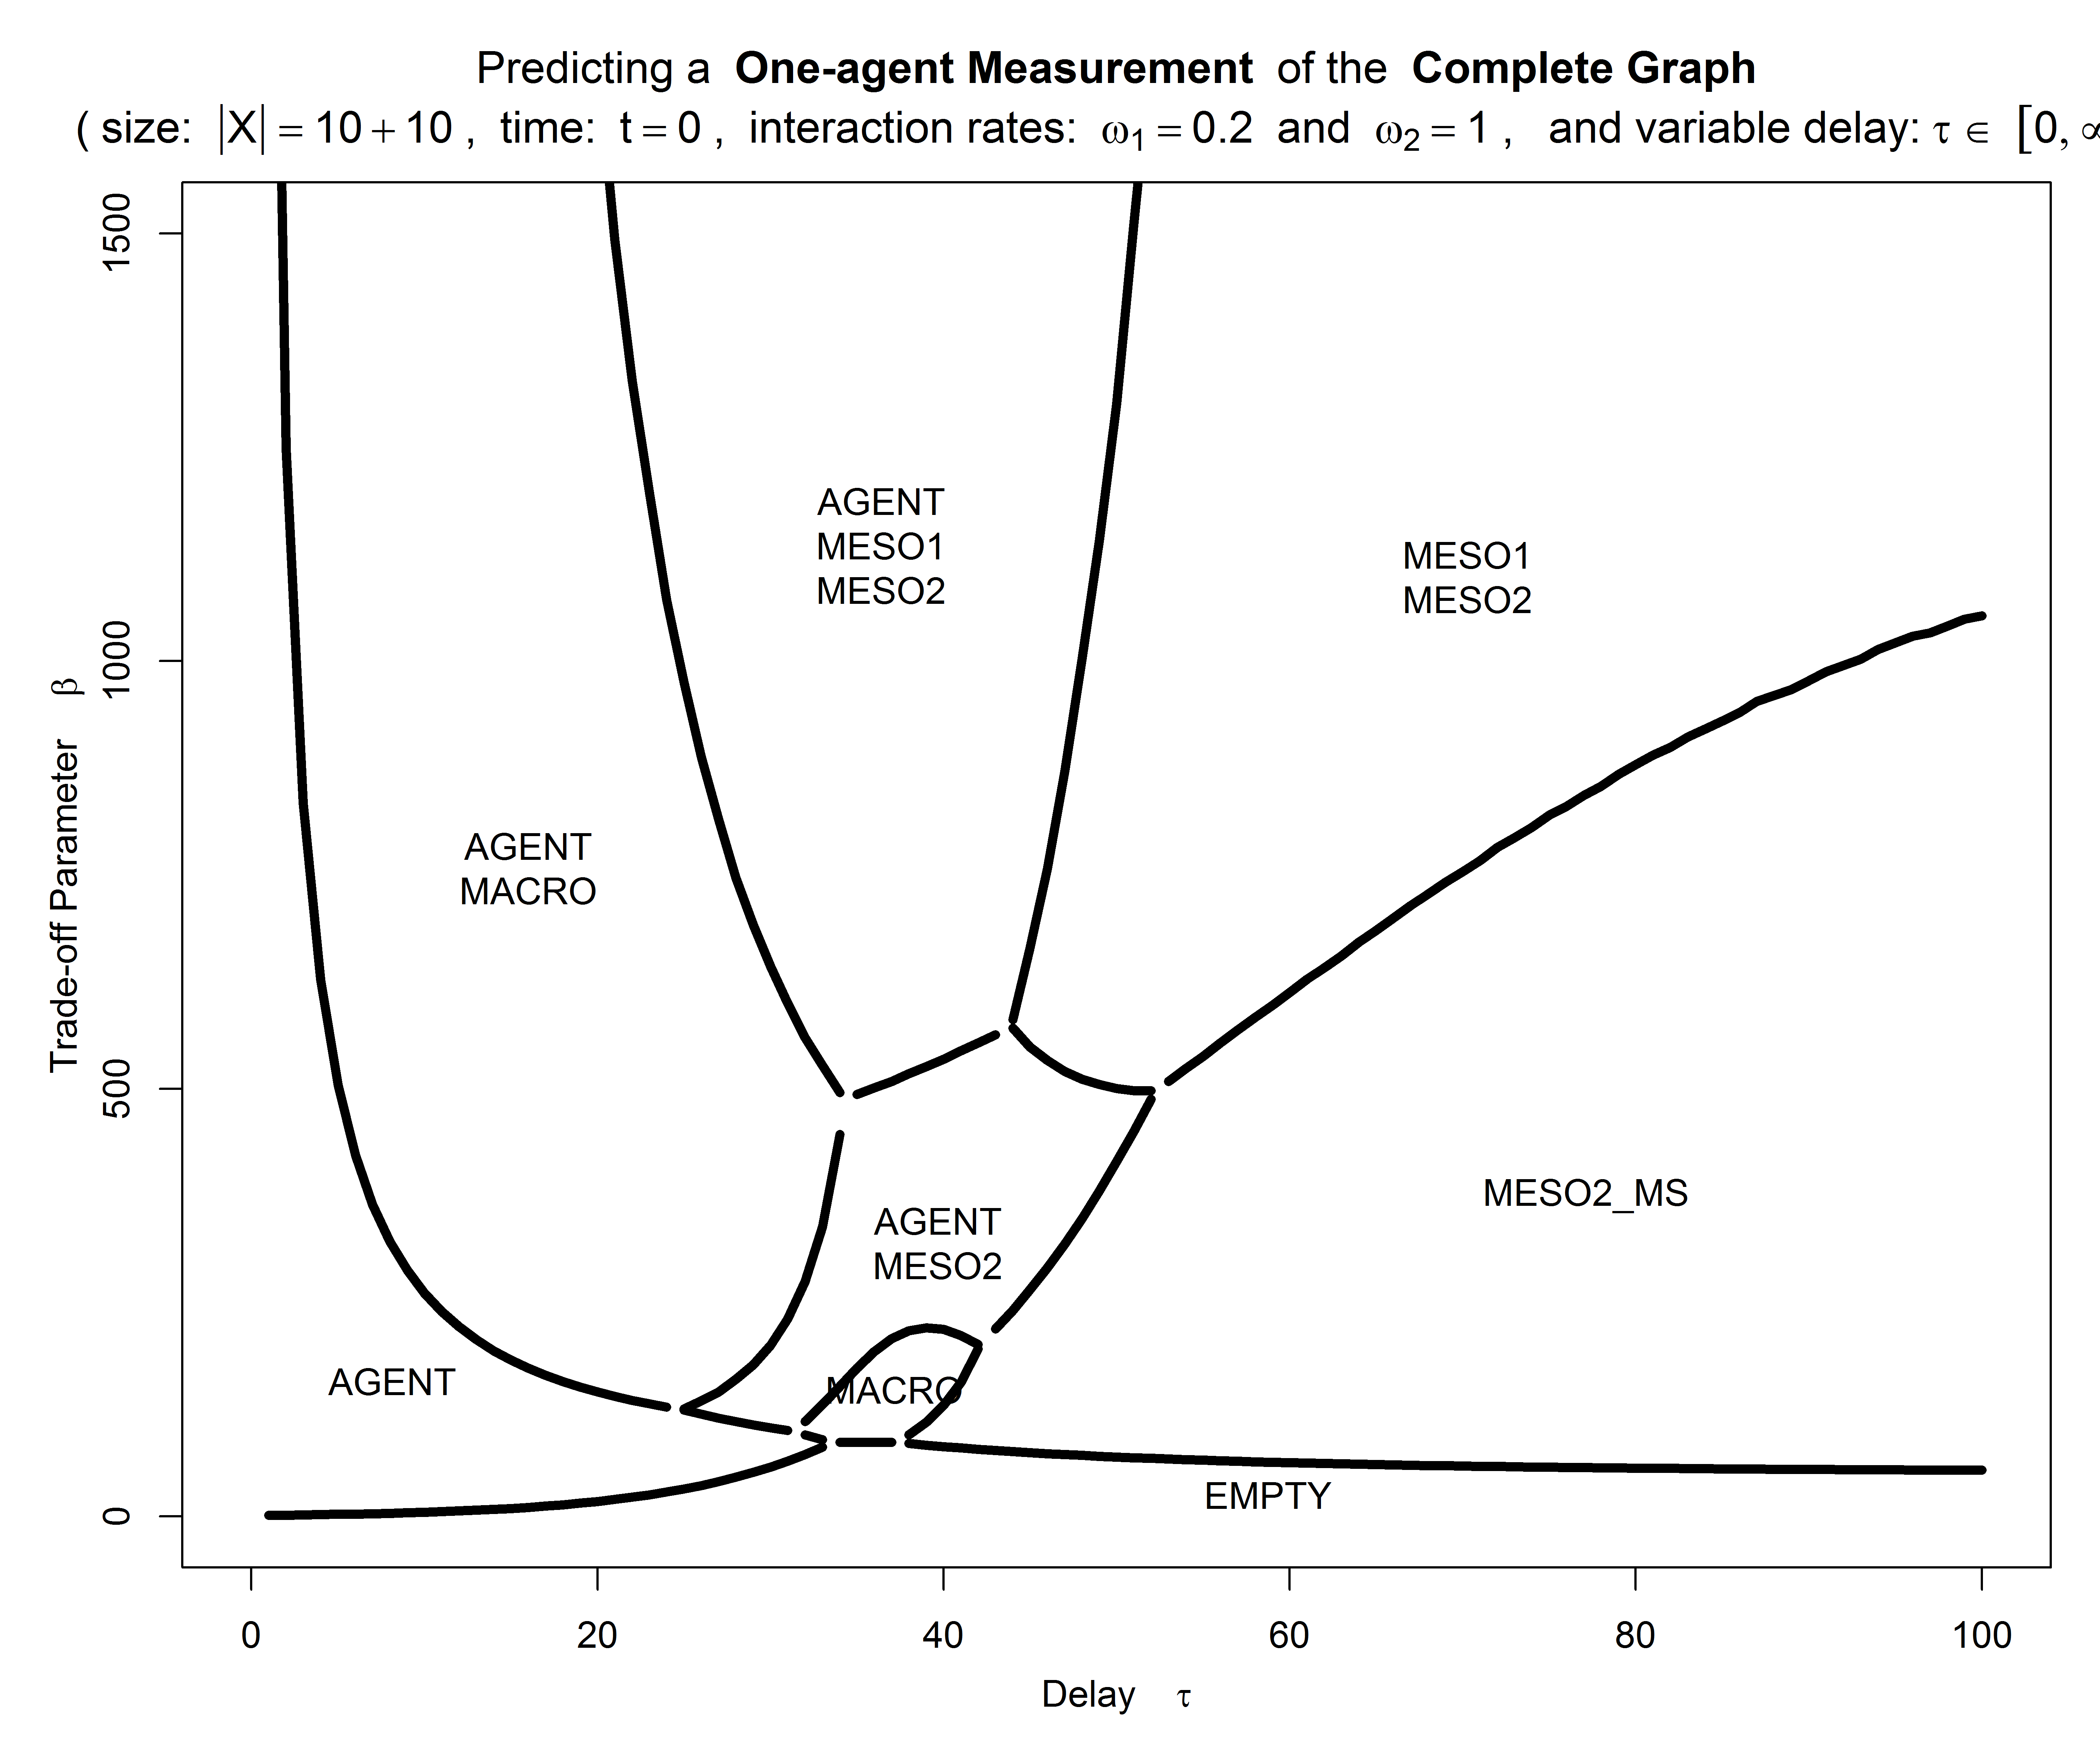 Predicting a One-agent Measurement of the Complete Graph
( size: |X| = 10 + 10 , time: t = 0 , interaction rates: ω1 = 0.2 and ω2 = 1 , and variable delay: τ ∈ [0, ∞
1500
1000
500
0
Trade-off Parameter β
AGENT
MESO1
MESO2
MESO1
MESO2
AGENT
MACRO
MESO2_MS
AGENT
MESO2
AGENT
MACRO
EMPTY
0 20 40 60 80 100
Delay τ